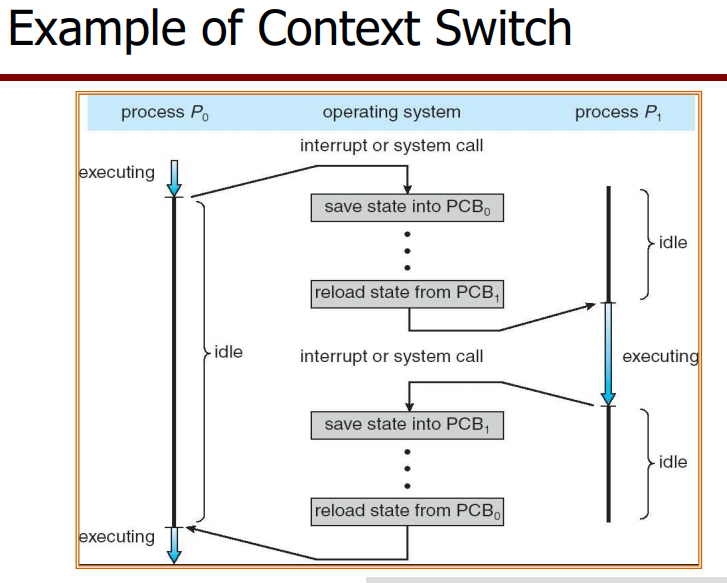 Example of Context Switch
process P₀ operating system process P₁
interrupt or system call
executing
save state into PCB₀
idle
reload state from PCB₁
idle
interrupt or system call
executing
save state into PCB₁
idle
reload state from PCB₀
executing